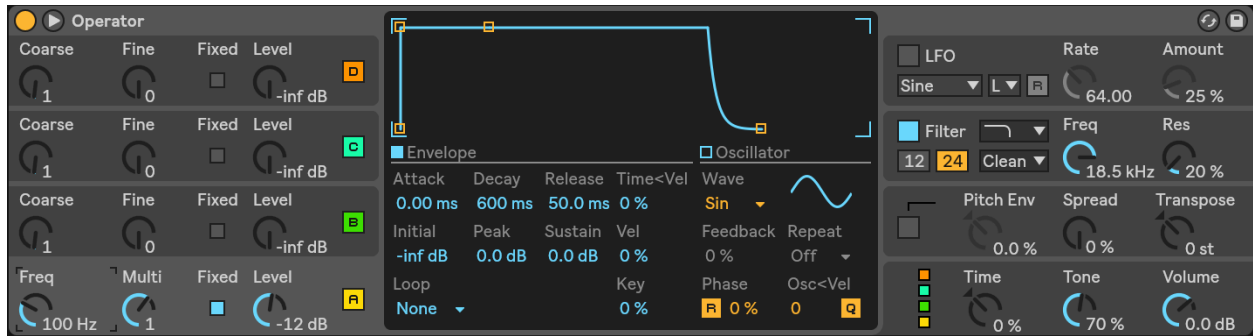 Operator
Coarse Fine Fixed Level
1 0 -inf dB D
Coarse Fine Fixed Level
1 0 -inf dB C
Coarse Fine Fixed Level
1 0 -inf dB B
Freq Multi Fixed Level
100 Hz 1 -12 dB A
Envelope Oscillator
Attack Decay Release Time<Vel Wave
0.00 ms 600 ms 50.0 ms 0 % Sin
Initial Peak Sustain Vel Feedback Repeat
-inf dB 0.0 dB 0.0 dB 0 % 0 % Off
Loop Key Phase Osc<Vel
None 0 % R 0 % 0 Q
LFO Rate Amount
Sine L R 64.00 25 %
Filter Freq Res
12 24 Clean 18.5 kHz 20 %
Pitch Env Spread Transpose
0.0 % 0 % 0 st
Time Tone Volume
0 % 70 % 0.0 dB